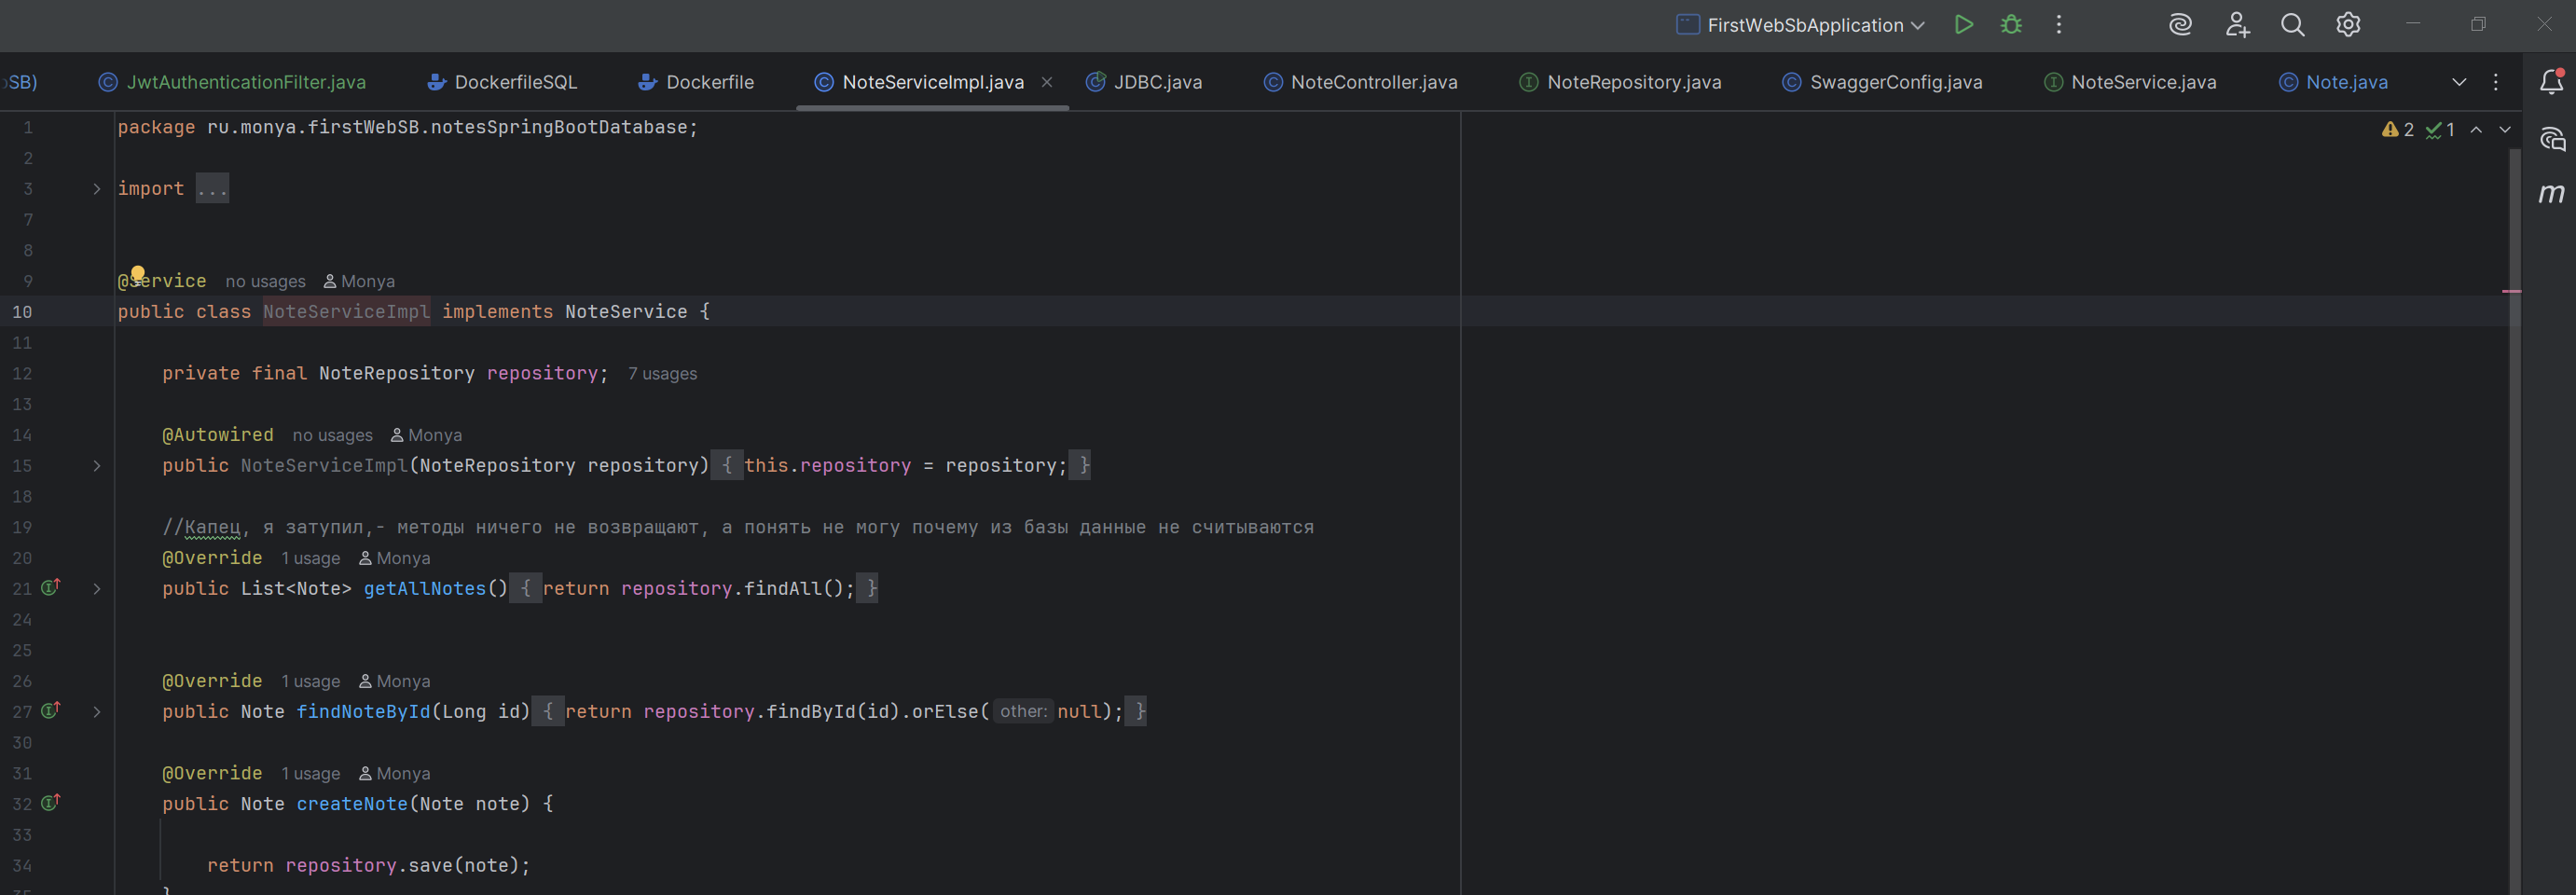 FirstWebSbApplication
SB) JwtAuthenticationFilter.java DockerfileSQL Dockerfile NoteServiceImpl.java JDBC.java NoteController.java NoteRepository.java SwaggerConfig.java NoteService.java Note.java
1 package ru.monya.firstWebSB.notesSpringBootDatabase; 2 1
2
3 import ...
7
8
9 @Service no usages Monya
10 public class NoteServiceImpl implements NoteService {
11
12 private final NoteRepository repository; 7 usages
13
14 @Autowired no usages Monya
15 public NoteServiceImpl(NoteRepository repository) { this.repository = repository; }
18
19 //Капец, я затупил,- методы ничего не возвращают, а понять не могу почему из базы данные не считываются
20 @Override 1 usage Monya
21 public List<Note> getAllNotes() { return repository.findAll(); }
24
25
26 @Override 1 usage Monya
27 public Note findNoteById(Long id) { return repository.findById(id).orElse( other: null); }
30
31 @Override 1 usage Monya
32 public Note createNote(Note note) {
33
34 return repository.save(note);